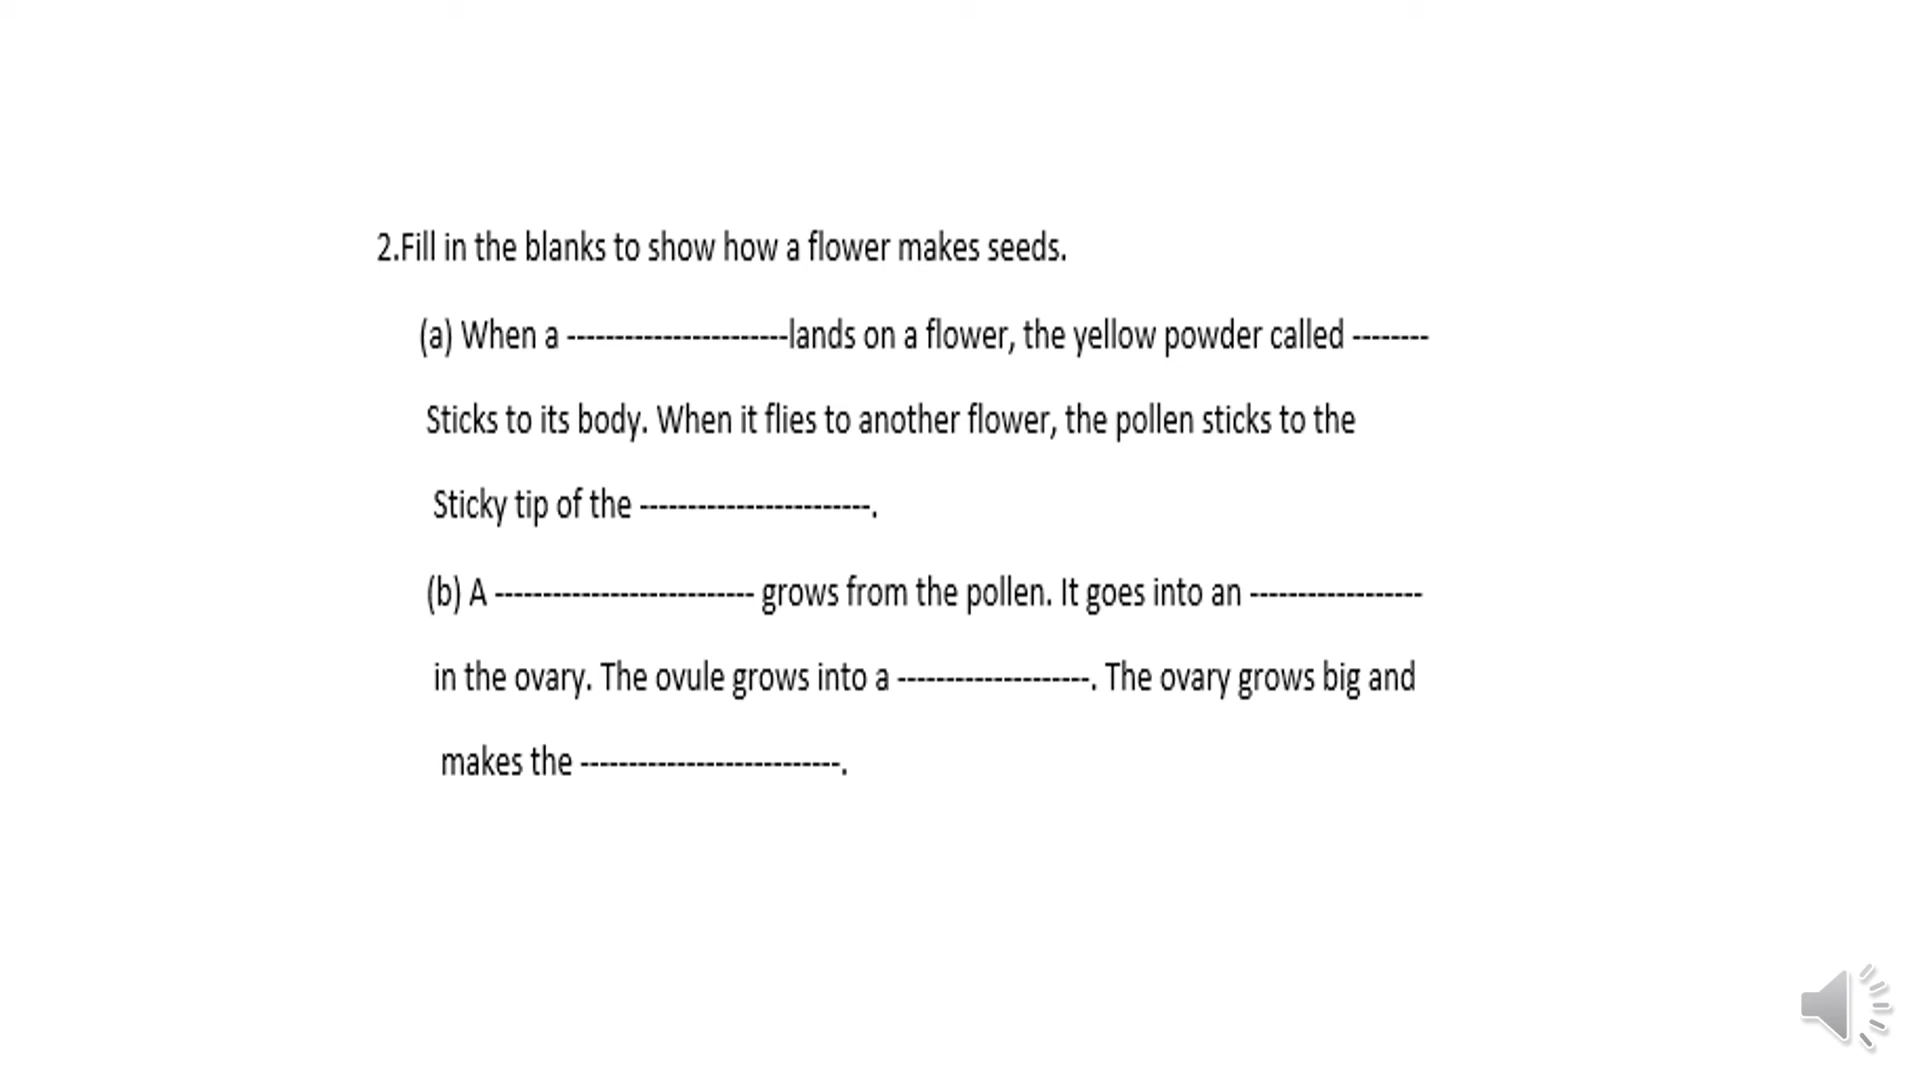 2.Fill in the blanks to show how a flower makes seeds.
(a) When a -----------------------lands on a flower, the yellow powder called --------
Sticks to its body. When it flies to another flower, the pollen sticks to the
Sticky tip of the ------------------------.
(b) A --------------------------- grows from the pollen. It goes into an ------------------
in the ovary. The ovule grows into a --------------------. The ovary grows big and
makes the ---------------------------.